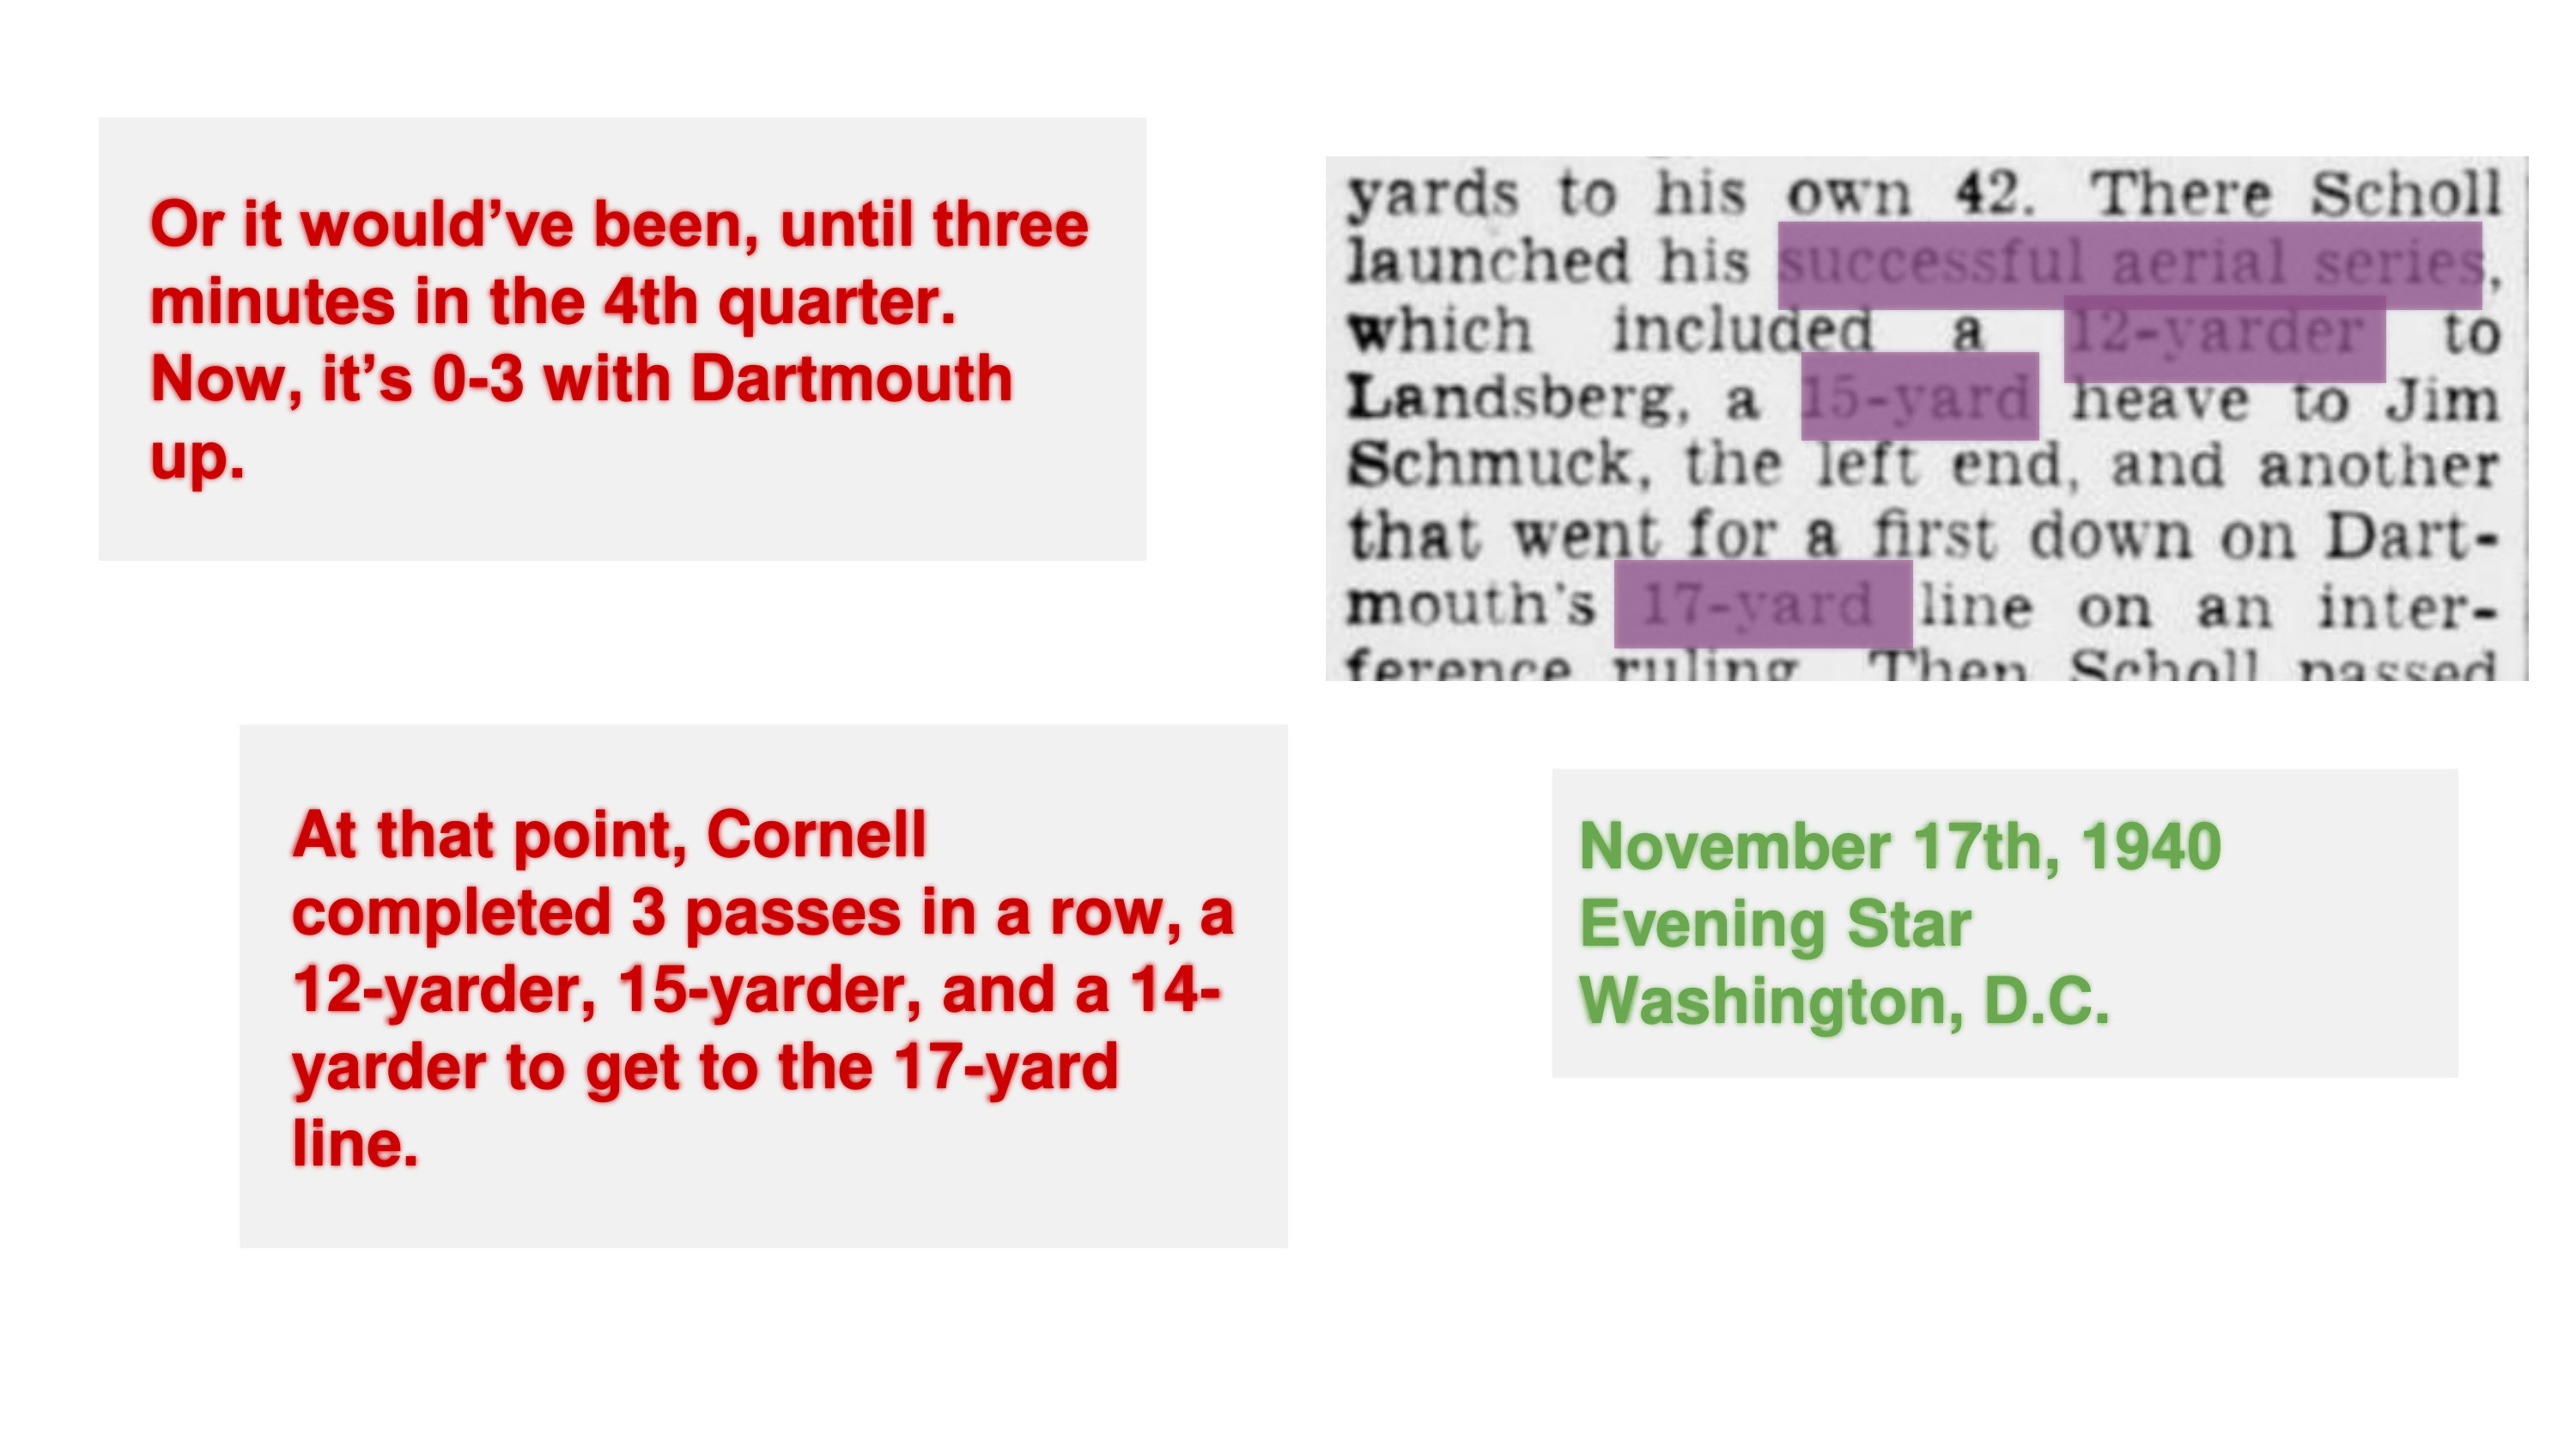 Or it would’ve been, until three
minutes in the 4th quarter.
Now, it’s 0-3 with Dartmouth
up.
yards to his own 42. There Scholl
launched his successful aerial series,
which included a 12-yarder to
Landsberg, a 15-yard heave to Jim
Schmuck, the left end, and another
that went for a first down on Dart-
mouth's 17-yard line on an inter-
ference ruling. Then Scholl passed
At that point, Cornell
completed 3 passes in a row, a
12-yarder, 15-yarder, and a 14-
yarder to get to the 17-yard
line.
November 17th, 1940
Evening Star
Washington, D.C.